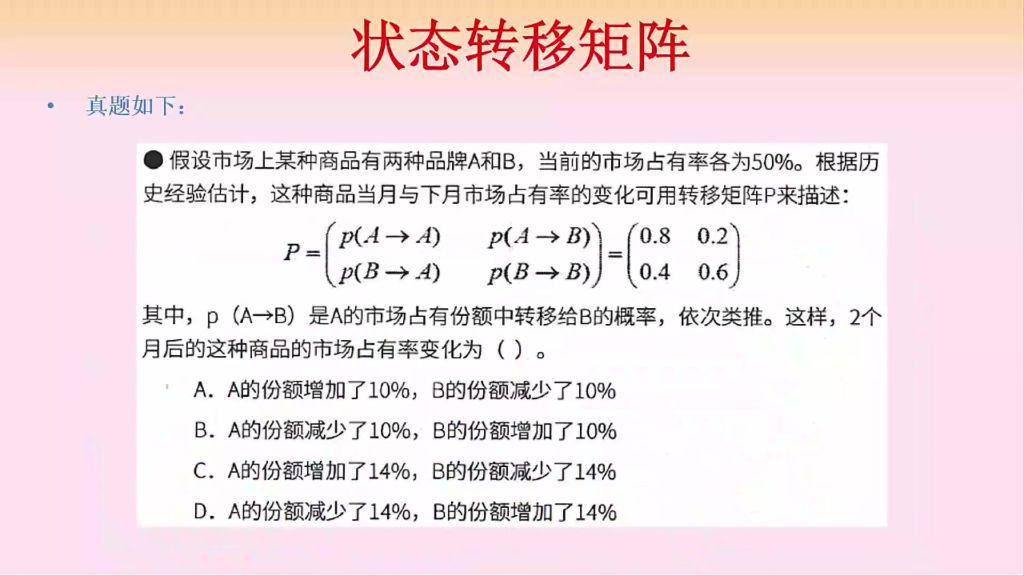 状态转移矩阵
• 真题如下：
● 假设市场上某种商品有两种品牌A和B，当前的市场占有率各为50%。根据历
史经验估计，这种商品当月与下月市场占有率的变化可用转移矩阵P来描述：
P = ( p(A → A) p(A → B) ) = ( 0.8 0.2 )
( p(B → A) p(B → B) ) ( 0.4 0.6 )
其中，p（A→B）是A的市场占有份额中转移给B的概率，依次类推。这样，2个
月后的这种商品的市场占有率变化为（ ）。
A. A的份额增加了10%，B的份额减少了10%
B. A的份额减少了10%，B的份额增加了10%
C. A的份额增加了14%，B的份额减少了14%
D. A的份额减少了14%，B的份额增加了14%